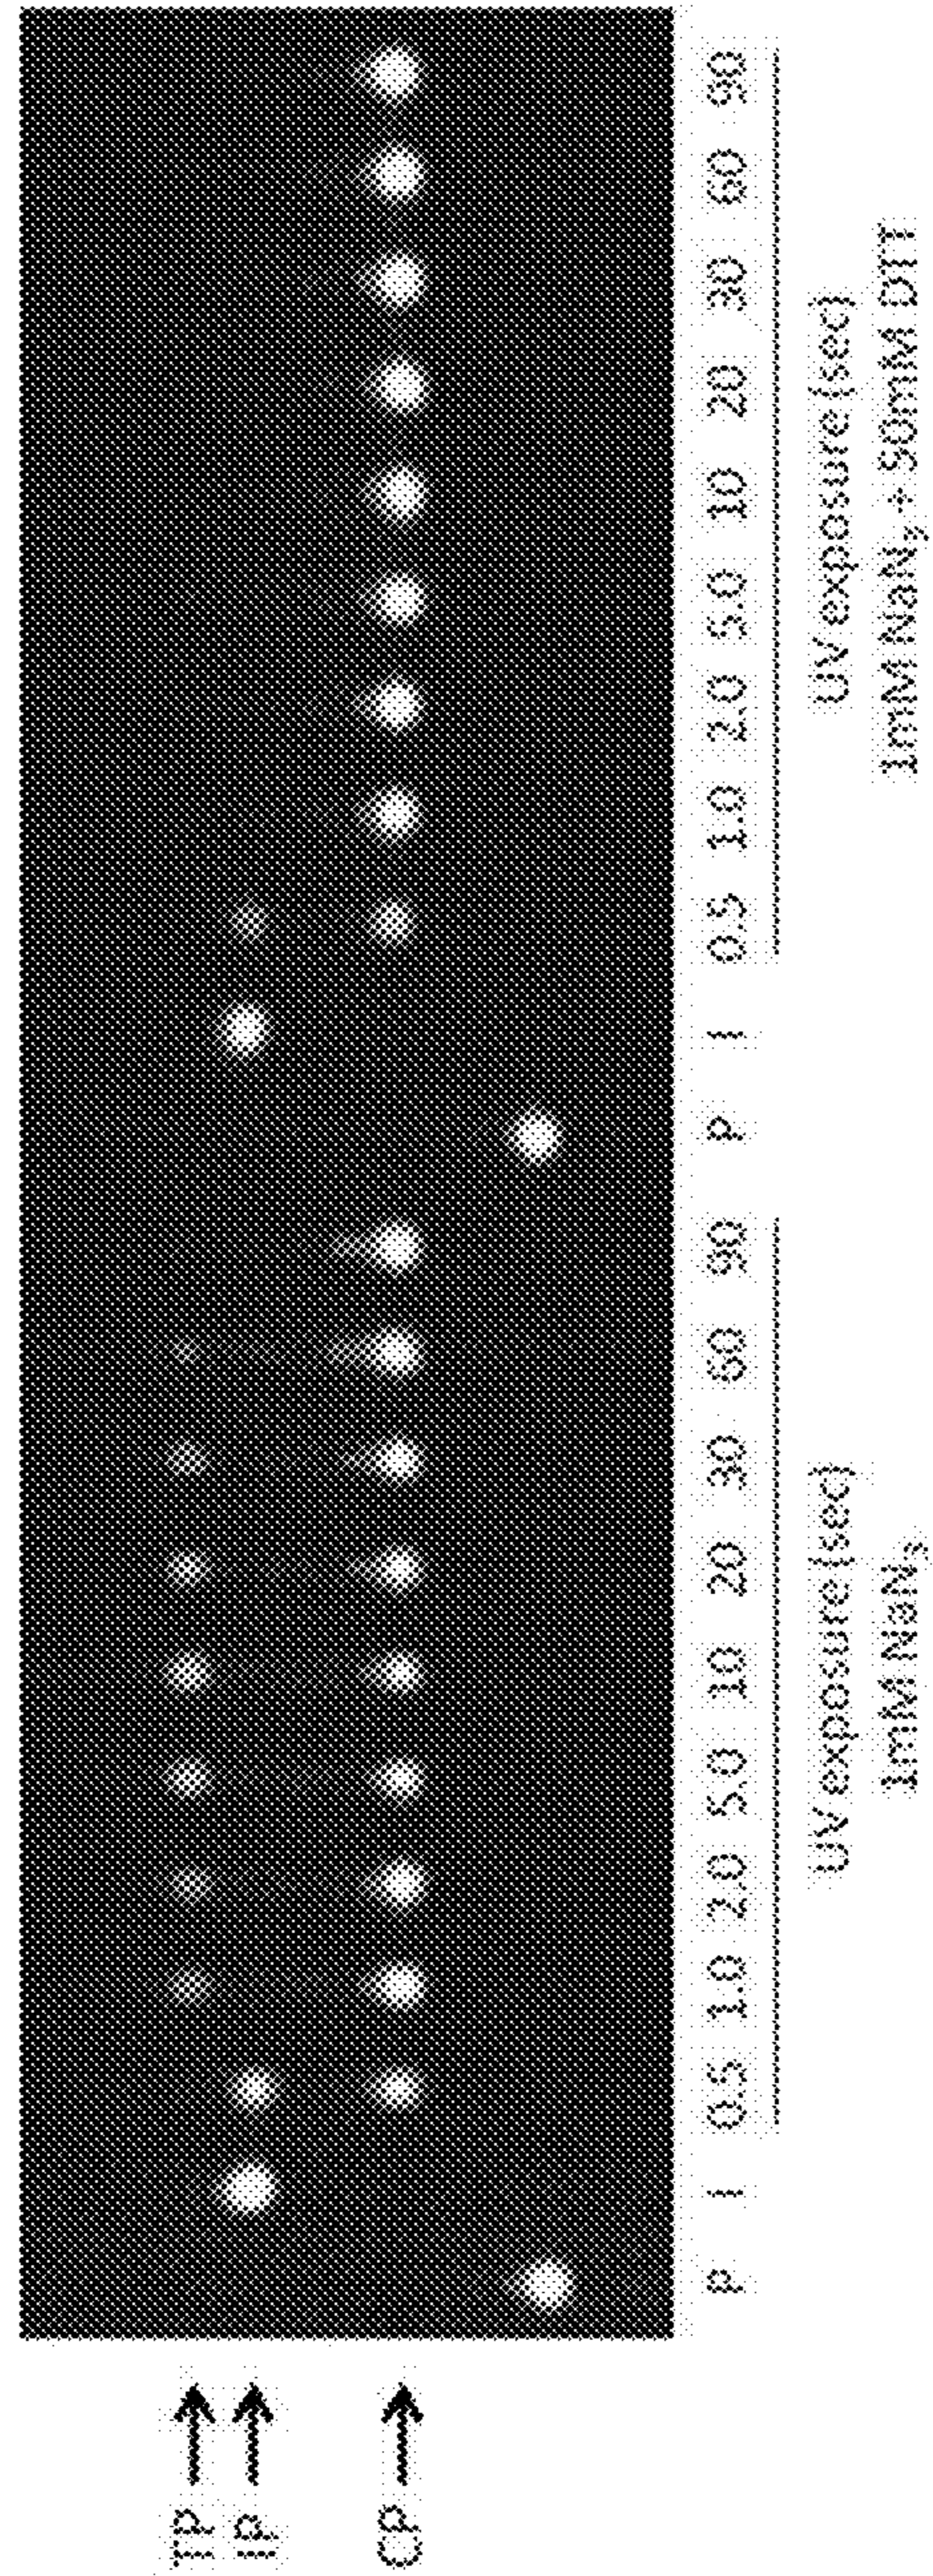 TP
IP
CP
P I 0.5 1.0 2.0 5.0 10 20 30 60 90 P I 0.5 1.0 2.0 5.0 10 20 30 60 90
UV exposure (sec) UV exposure (sec)
1mM NaN₃ 1mM NaN₃ + 50mM DTT